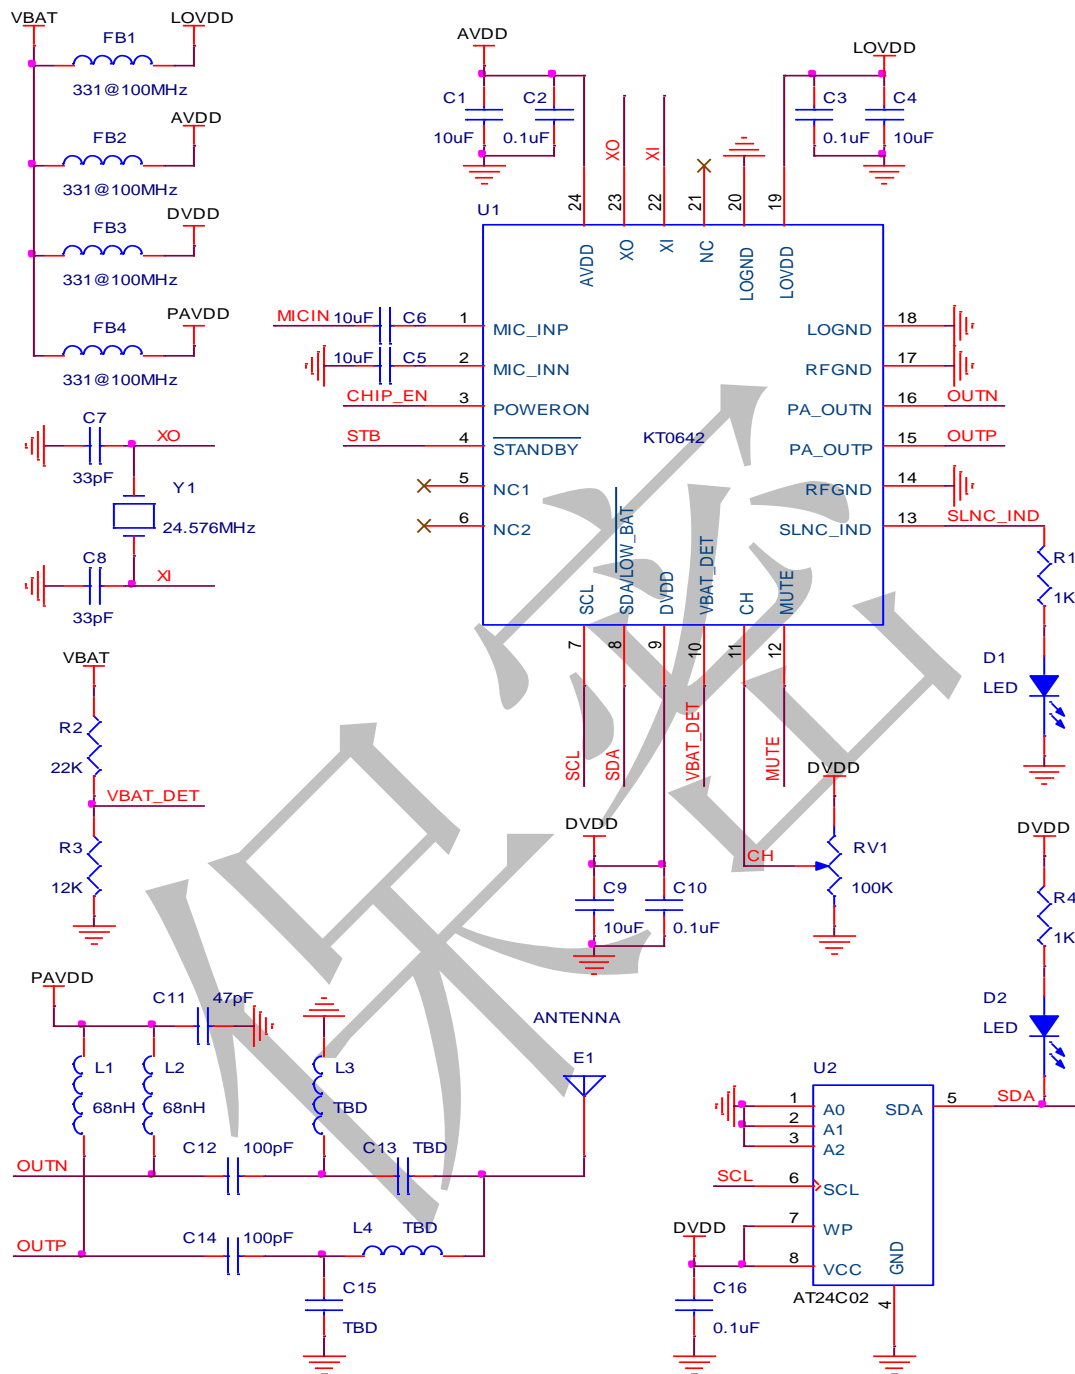 VBAT
LOVDD
FB1
331@100MHz
AVDD
FB2
331@100MHz
DVDD
FB3
331@100MHz
PAVDD
FB4
331@100MHz
AVDD
C1
C2
10uF
0.1uF
LOVDD
C3
C4
0.1uF
10uF
XO
XI
24
23
22
21
20
19
U1
AVDD
XO
XI
NC
LOGND
LOVDD
MICIN
10uF
C6
1
MIC_INP
10uF
C5
2
MIC_INN
CHIP_EN
3
POWERON
STB
4
STANDBY
5
NC1
6
NC2
KT0642
LOGND
18
RFGND
17
PA_OUTN
16
OUTN
PA_OUTP
15
OUTP
RFGND
14
SLNC_IND
13
SLNC_IND
SCL
SDA/LOW_BAT
DVDD
VBAT_DET
CH
MUTE
7
8
9
10
11
12
SCL
SDA
VBAT_DET
MUTE
R1
1K
D1
LED
C7
XO
33pF
Y1
24.576MHz
C8
XI
33pF
VBAT
R2
22K
VBAT_DET
R3
12K
DVDD
C9
C10
10uF
0.1uF
DVDD
CH
RV1
100K
DVDD
R4
1K
D2
LED
PAVDD
C11
47pF
L1
L2
68nH
68nH
L3
TBD
ANTENNA
E1
OUTN
C12
100pF
C13
TBD
OUTP
C14
100pF
L4
TBD
C15
TBD
U2
1
A0
SDA
5
SDA
2
A1
3
A2
SCL
6
SCL
DVDD
7
WP
8
VCC
GND
AT24C02
4
C16
0.1uF
保密